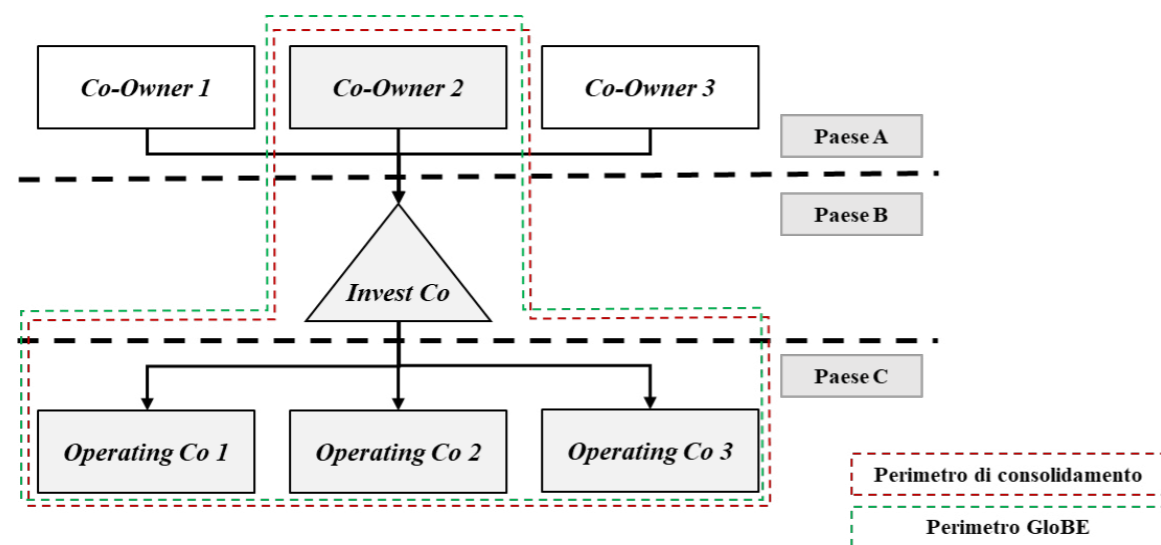 Co-Owner 1
Co-Owner 2
Co-Owner 3
Paese A
Paese B
Invest Co
Paese C
Operating Co 1
Operating Co 2
Operating Co 3
Perimetro di consolidamento
Perimetro GloBE